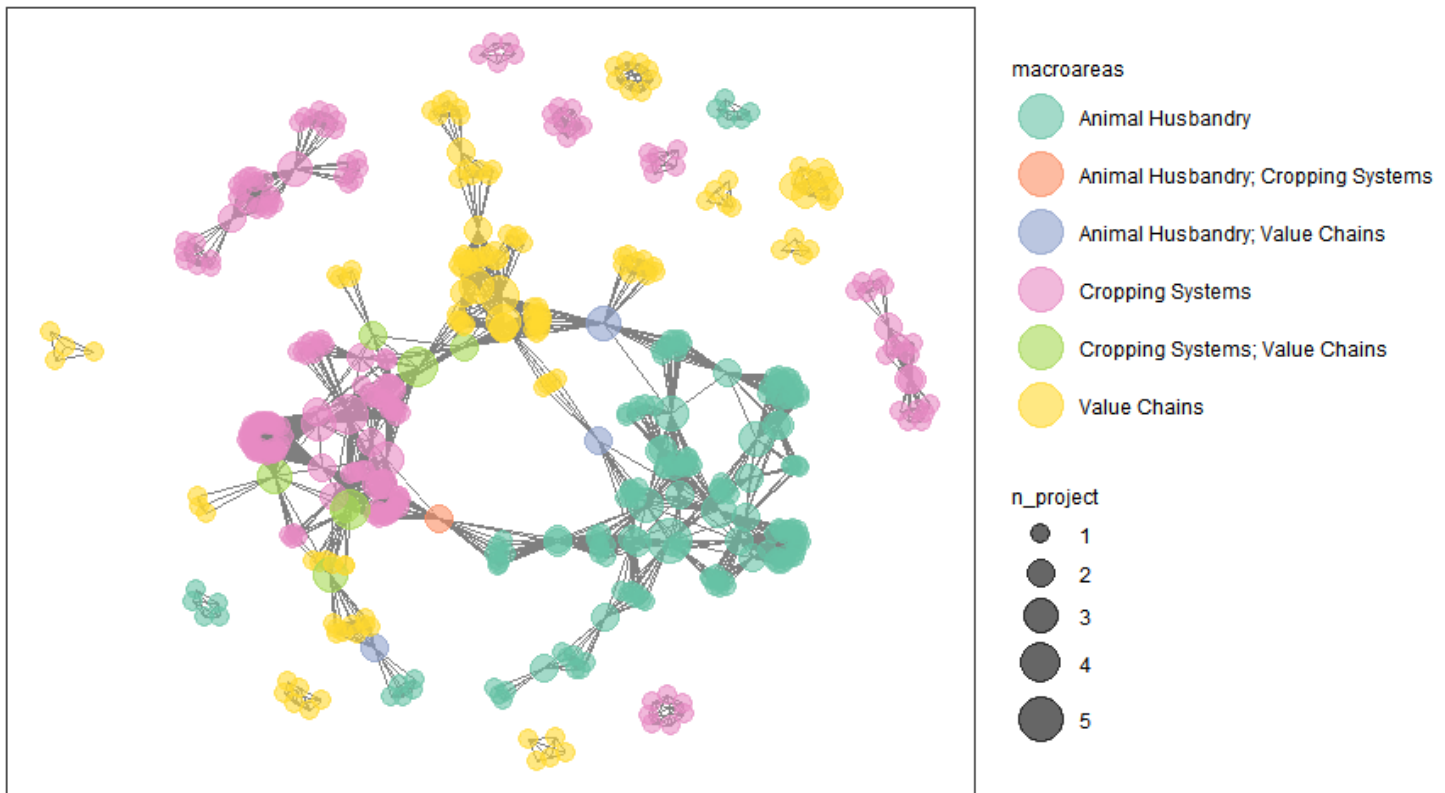 macroareas
Animal Husbandry
Animal Husbandry; Cropping Systems
Animal Husbandry; Value Chains
Cropping Systems
Cropping Systems; Value Chains
Value Chains
n_project
1
2
3
4
5